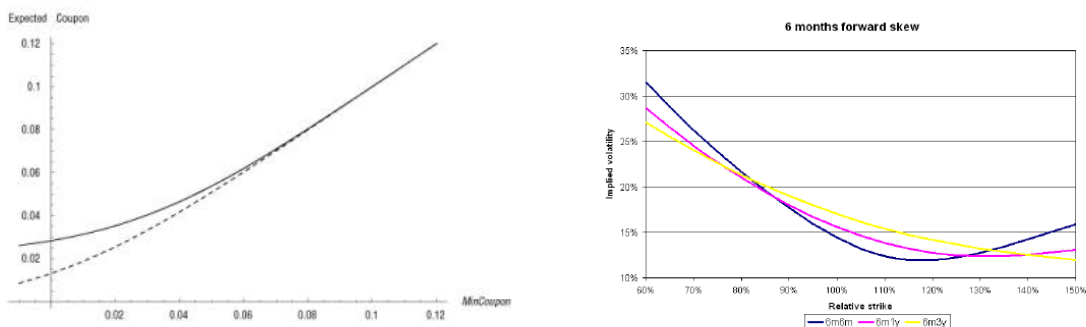 Expected Coupon
0.12
0.1
0.08
0.06
0.04
0.02
0.02 0.04 0.06 0.08 0.1 0.12
MinCoupon
6 months forward skew
35%
30%
25%
20%
15%
10%
Implied volatility
60% 70% 80% 90% 100% 110% 120% 130% 140% 150%
Relative strike
6m6m 6m1y 6m3y